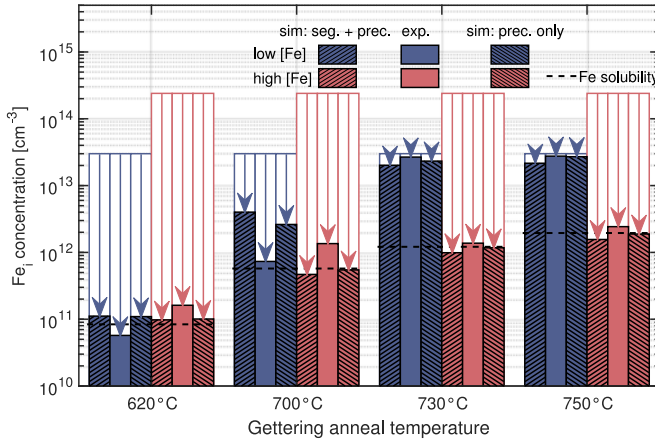 sim: seg. + prec. exp. sim: prec. only
low [Fe]
high [Fe]
Fe solubility
10^15
10^14
10^13
10^12
10^11
10^10
Fe_i concentration [cm^-3]
620°C 700°C 730°C 750°C
Gettering anneal temperature